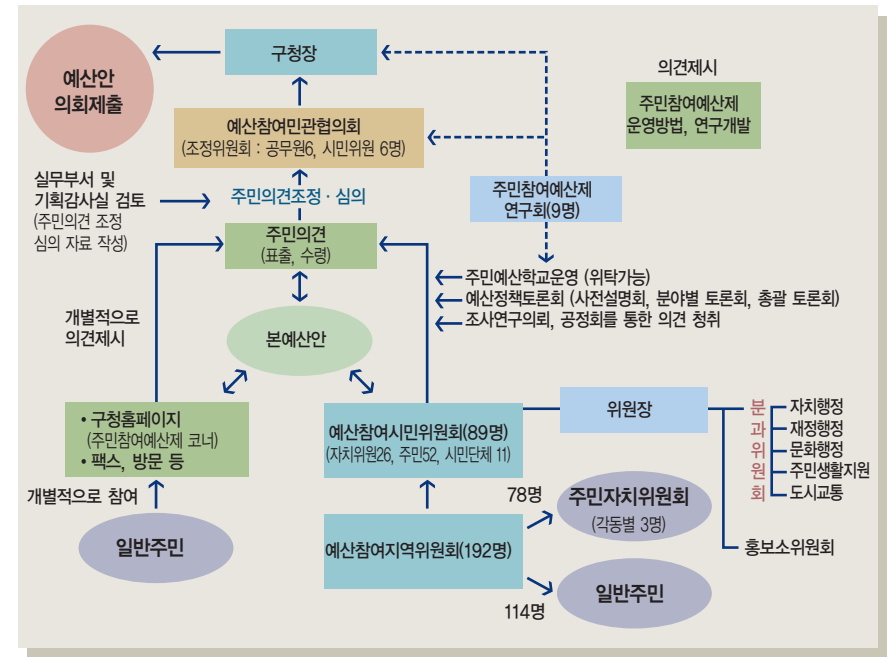 구청장
예산안
의회제출
의견제시
주민참여예산제
운영방법, 연구개발
예산참여민관협의회
(조정위원회 : 공무원6, 시민위원 6명)
실무부서 및
기획감사실 검토
(주민의견 조정
심의 자료 작성)
주민의견조정 · 심의
주민참여예산제
연구회(9명)
주민의견
(표출, 수령)
주민예산학교운영 (위탁가능)
예산정책토론회 (사전설명회, 분야별 토론회, 총괄 토론회)
조사연구의뢰, 공정회를 통한 의견 청취
개별적으로
의견제시
본예산안
• 구청홈페이지
(주민참여예산제 코너)
• 팩스, 방문 등
예산참여시민위원회(89명)
(자치위원26, 주민52, 시민단체 11)
위원장
분과위원회
자치행정
재정행정
문화행정
주민생활지원
도시교통
홍보소위원회
개별적으로 참여
일반주민
예산참여지역위원회(192명)
78명
주민자치위원회
(각동별 3명)
114명
일반주민